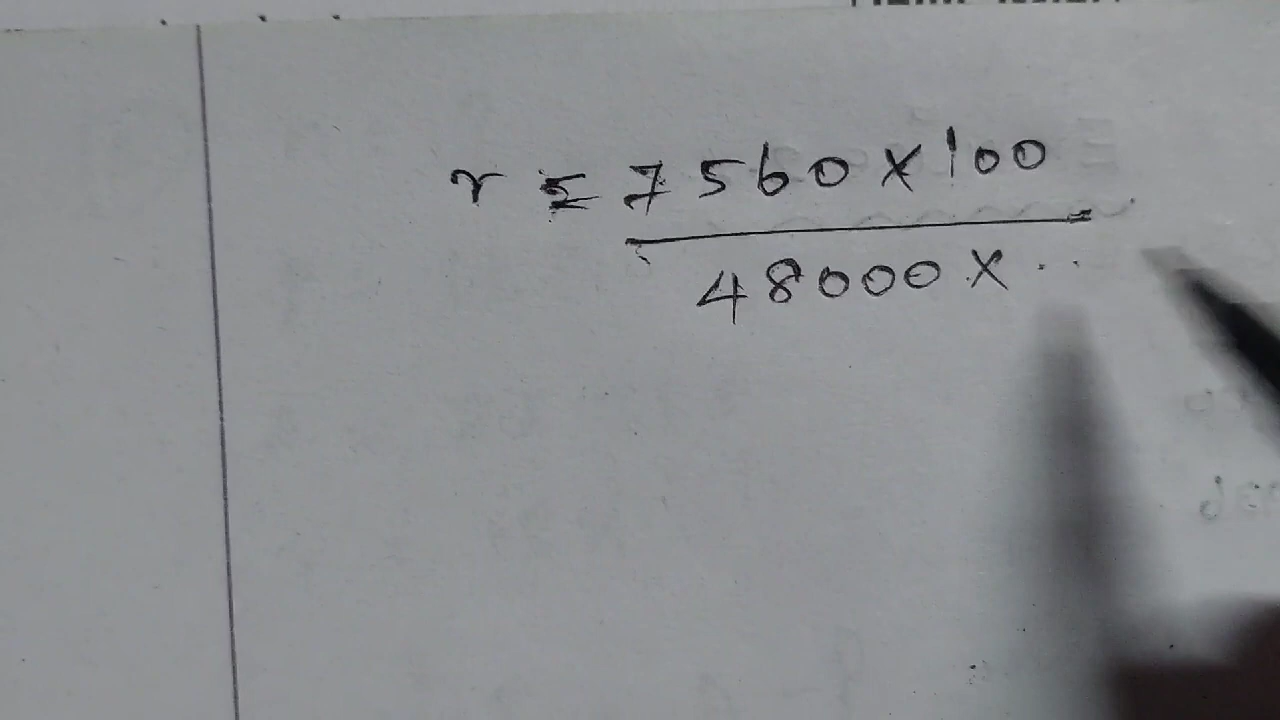 r = 7560 x 100
48000 x ..